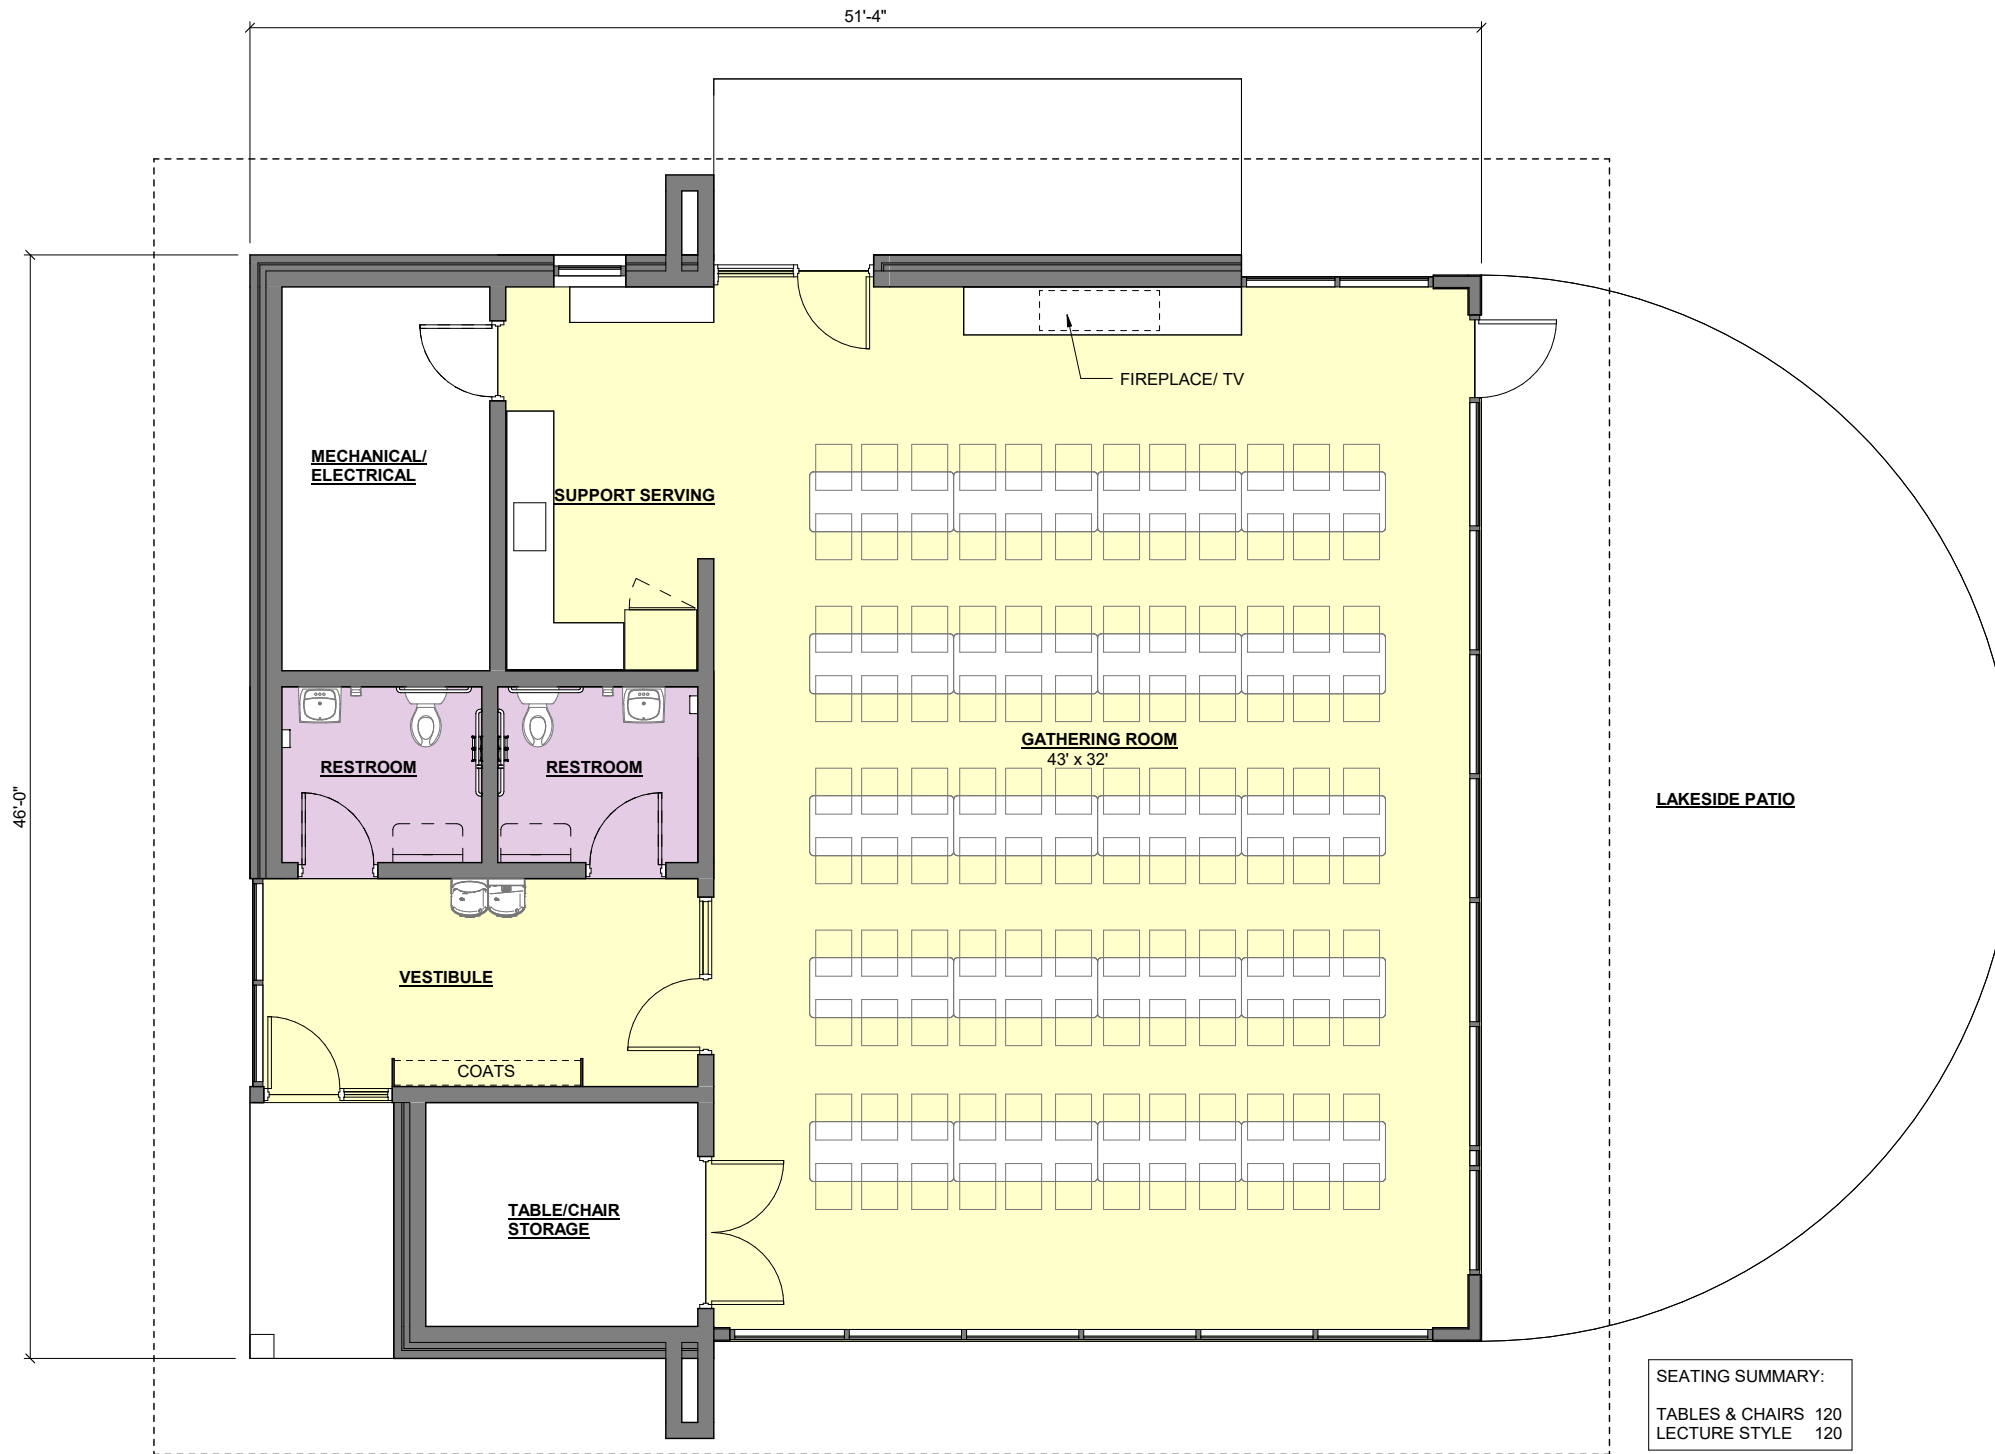 51'-4"
FIREPLACE/ TV
MECHANICAL/
ELECTRICAL
SUPPORT SERVING
GATHERING ROOM
43' x 32'
RESTROOM
RESTROOM
LAKESIDE PATIO
46'-0"
VESTIBULE
COATS
TABLE/CHAIR
STORAGE
SEATING SUMMARY:
TABLES & CHAIRS 120
LECTURE STYLE 120